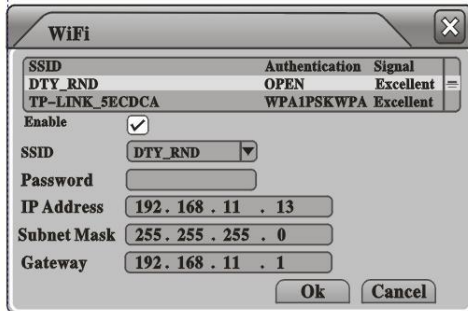 WiFi
SSID Authentication Signal
DTY_RND OPEN Excellent
TP-LINK_5ECDCA WPA1PSKWPA Excellent
Enable
SSID DTY_RND
Password
IP Address 192. 168 . 11 . 13
Subnet Mask 255. 255. 255 . 0
Gateway 192. 168 . 11 . 1
Ok Cancel